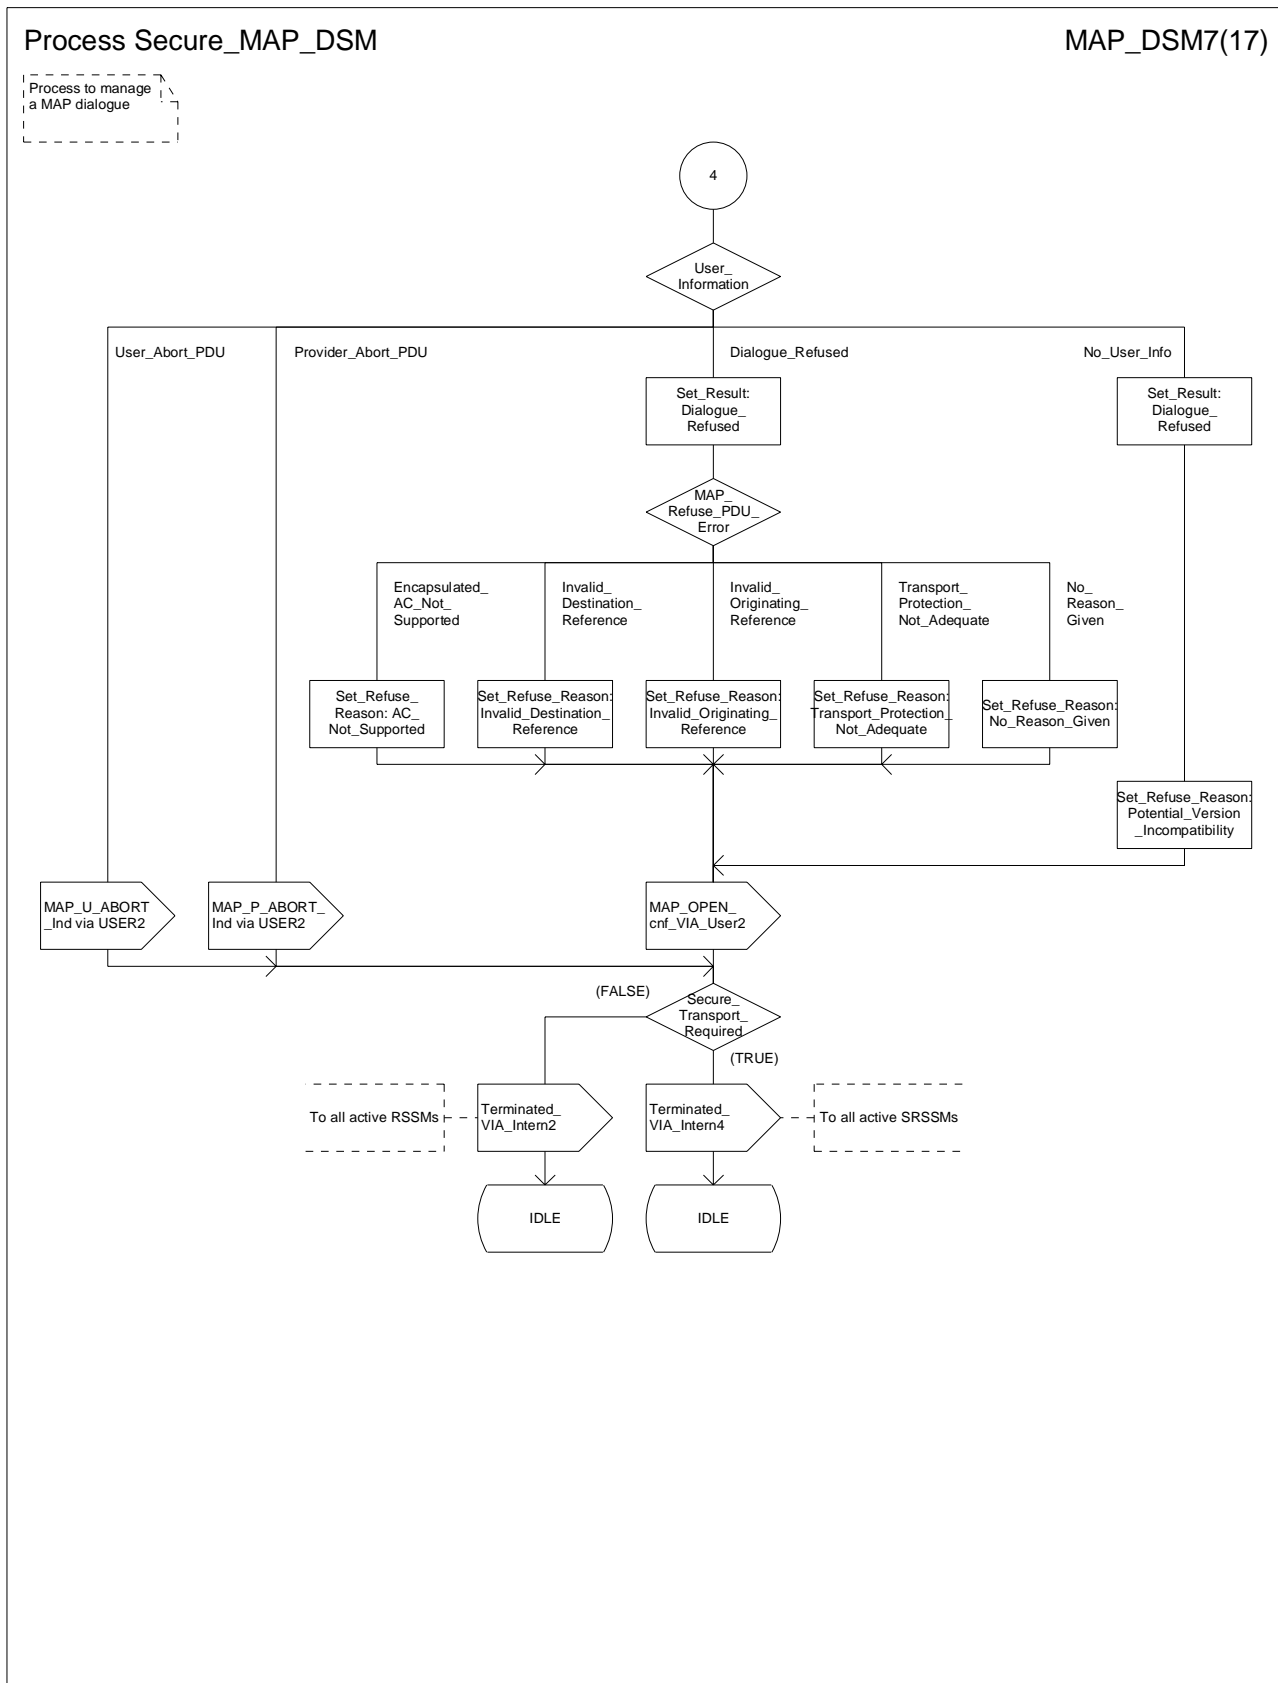 Process Secure_MAP_DSM
MAP_DSM7(17)
Process to manage
a MAP dialogue
4
User_
Information
User_Abort_PDU
Provider_Abort_PDU
Dialogue_Refused
No_User_Info
Set_Result:
Dialogue_
Refused
Set_Result:
Dialogue_
Refused
MAP_
Refuse_PDU_
Error
Encapsulated_
AC_Not_
Supported
Invalid_
Destination_
Reference
Invalid_
Originating_
Reference
Transport_
Protection_
Not_Adequate
No_
Reason_
Given
Set_Refuse_
Reason: AC_
Not_Supported
Set_Refuse_Reason:
Invalid_Destination_
Reference
Set_Refuse_Reason:
Invalid_Originating_
Reference
Set_Refuse_Reason:
Transport_Protection_
Not_Adequate
Set_Refuse_Reason:
No_Reason_Given
Set_Refuse_Reason:
Potential_Version
_Incompatibility
MAP_U_ABORT
_Ind via USER2
MAP_P_ABORT_
Ind via USER2
MAP_OPEN_
cnf_VIA_User2
(FALSE)
Secure_
Transport_
Required
(TRUE)
To all active RSSMs
Terminated_
VIA_Intern2
Terminated_
VIA_Intern4
To all active SRSSMs
IDLE
IDLE